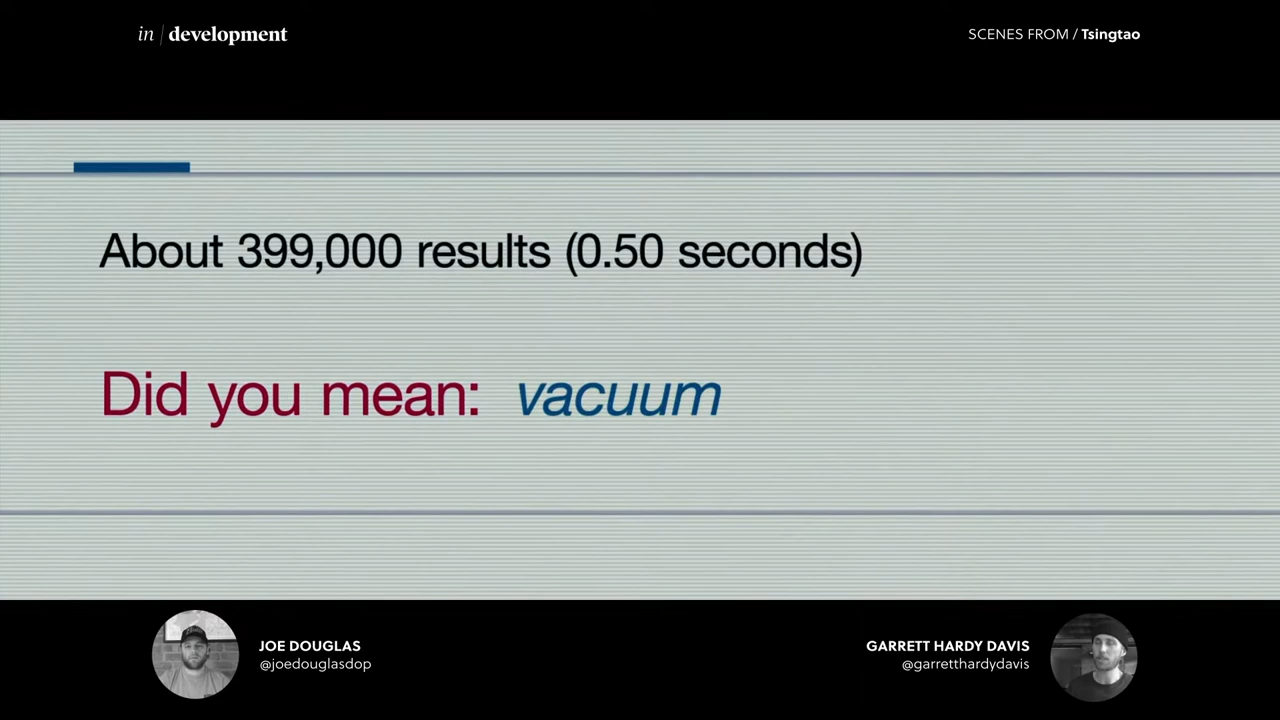 in | development
SCENES FROM / Tsingtao
About 399,000 results (0.50 seconds)
Did you mean: vacuum
JOE DOUGLAS
@joedouglasdop
GARRETT HARDY DAVIS
@garretthardydavis